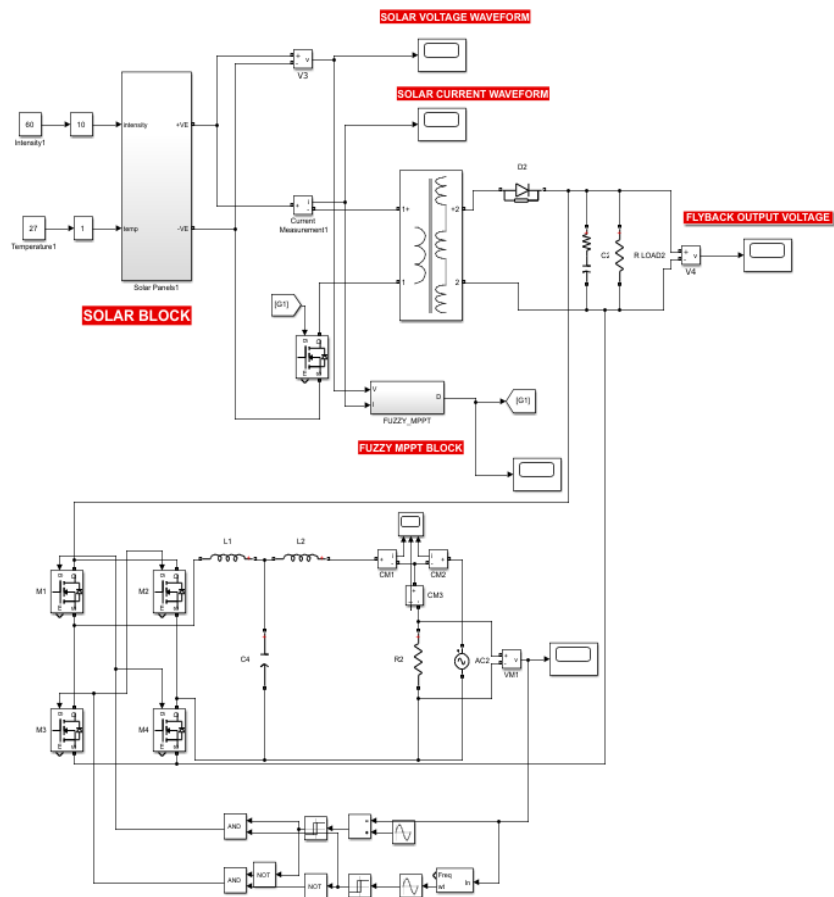 SOLAR VOLTAGE WAVEFORM
+
-
v
V3
SOLAR CURRENT WAVEFORM
60
10
Intensity1
intensity
+VE
27
1
Temperature1
temp
-VE
Solar Panels1
SOLAR BLOCK
+
i
-
Current
Measurement1
1+
+2
1
2
D2
C2
R LOAD2
FLYBACK OUTPUT VOLTAGE
+
-
v
V4
[G1]
V
I
D
FUZZY_MPPT
[G1]
FUZZY MPPT BLOCK
L1
L2
CM1
CM2
CM3
M1
M2
C4
R2
AC2
+
-
v
VM1
M3
M4
AND
AND
NOT
NOT
Freq
wt
In